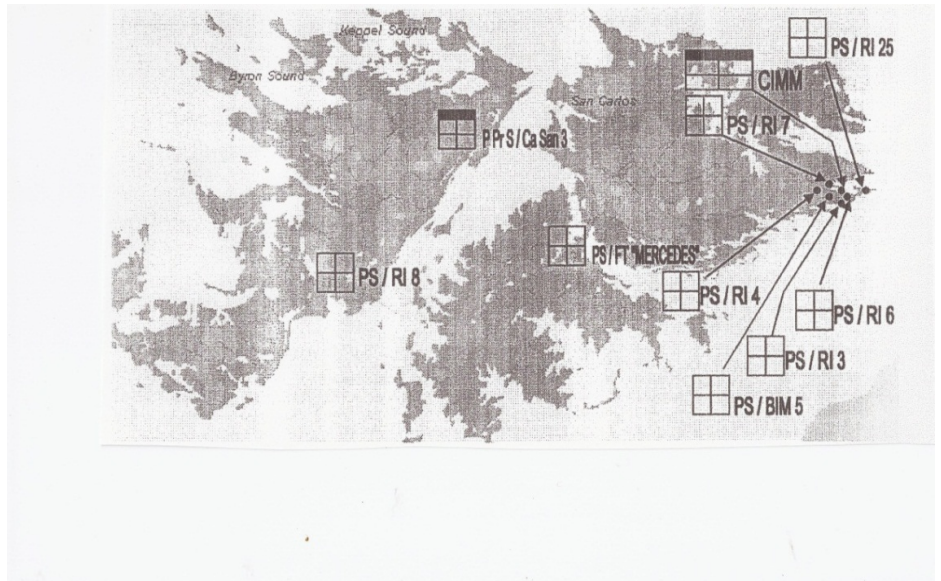 Keppel Sound
PS / RI 25
Byron Sound
CIMM
San Carlos
PS / RI 7
P Pr S / Ca San 3
PS / FT "MERCEDES"
PS / RI 8
PS / RI 4
PS / RI 6
PS / RI 3
PS / BIM 5